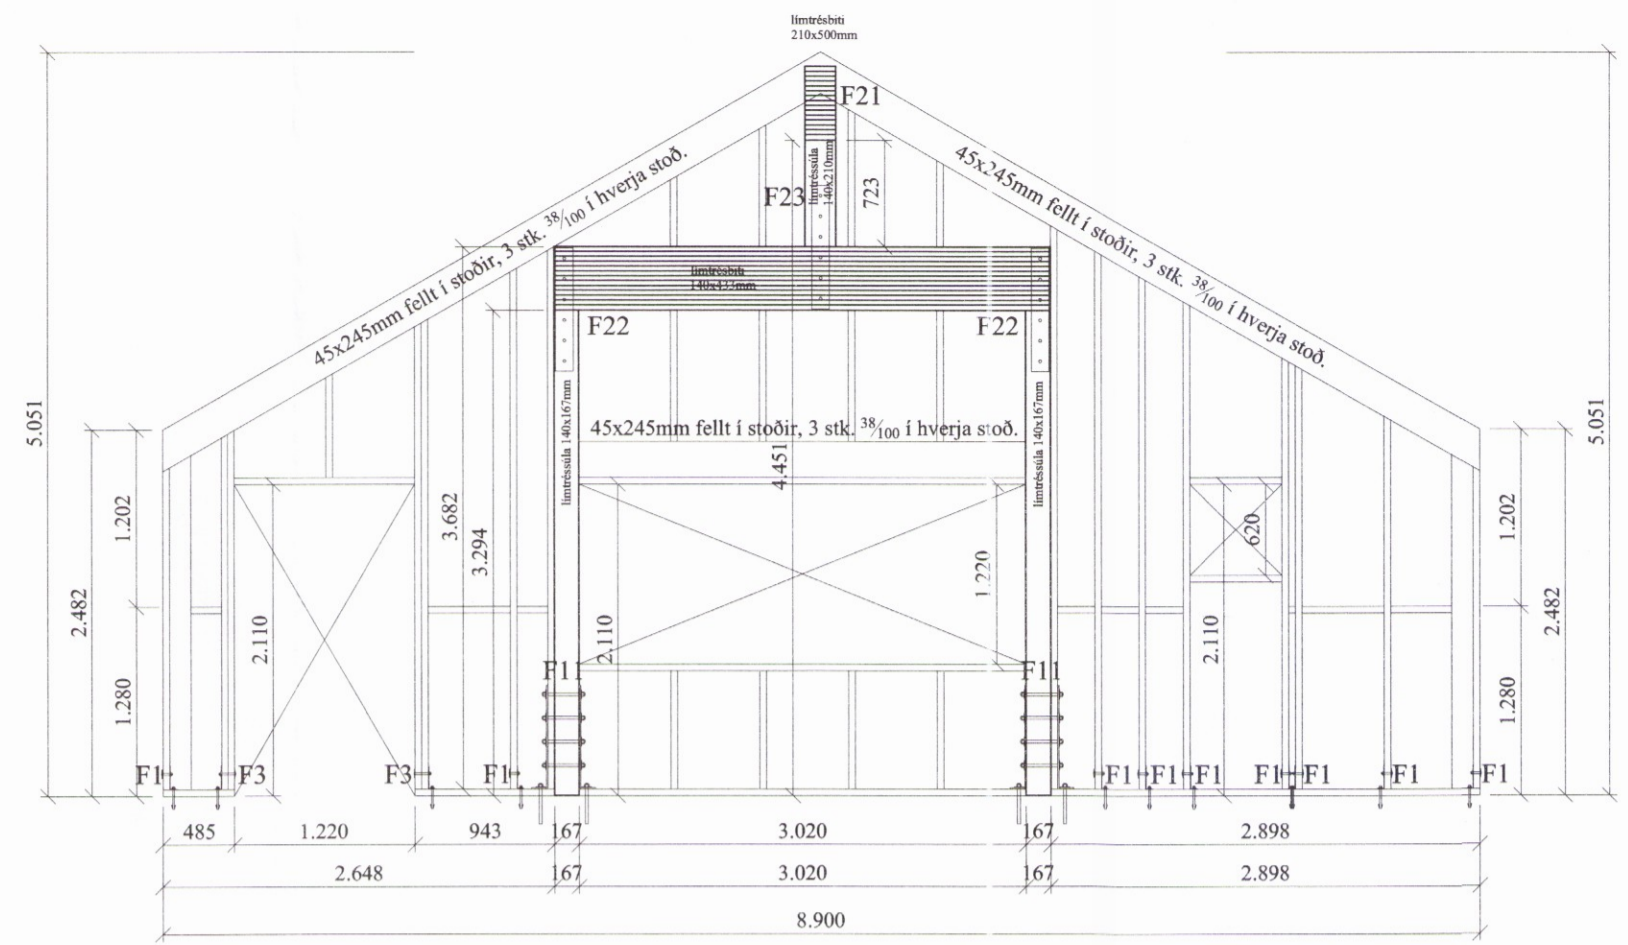 límtrésbiti
210x500mm
F21
45x245mm fellt í stoðir, 3 stk. 38/100 í hverja stoð.
45x245mm fellt í stoðir, 3 stk. 38/100 í hverja stoð.
límtréssúla
140x210mm
F23
723
límtrésbiti
140x433mm
F22
F22
límtréssúla 140x167mm
límtréssúla 140x167mm
45x245mm fellt í stoðir, 3 stk. 38/100 í hverja stoð.
4.451
5.051
5.051
2.482
1.202
1.280
2.110
3.682
3.294
2.110
1.220
620
2.110
1.202
1.280
2.482
F11
F11
F1
F3
F3
F1
F1
F1
F1
F1
F1
F1
F1
485
1.220
943
167
3.020
167
2.898
2.648
167
3.020
167
2.898
8.900